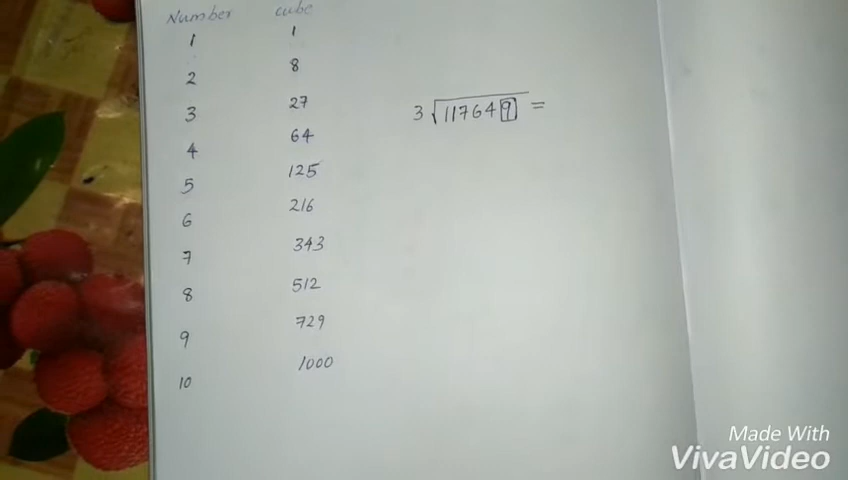 Number cube
1 1
2 8
3 27
3 √117649 =
4 64
5 125
6 216
7 343
8 512
9 729
10 1000
Made With
VivaVideo